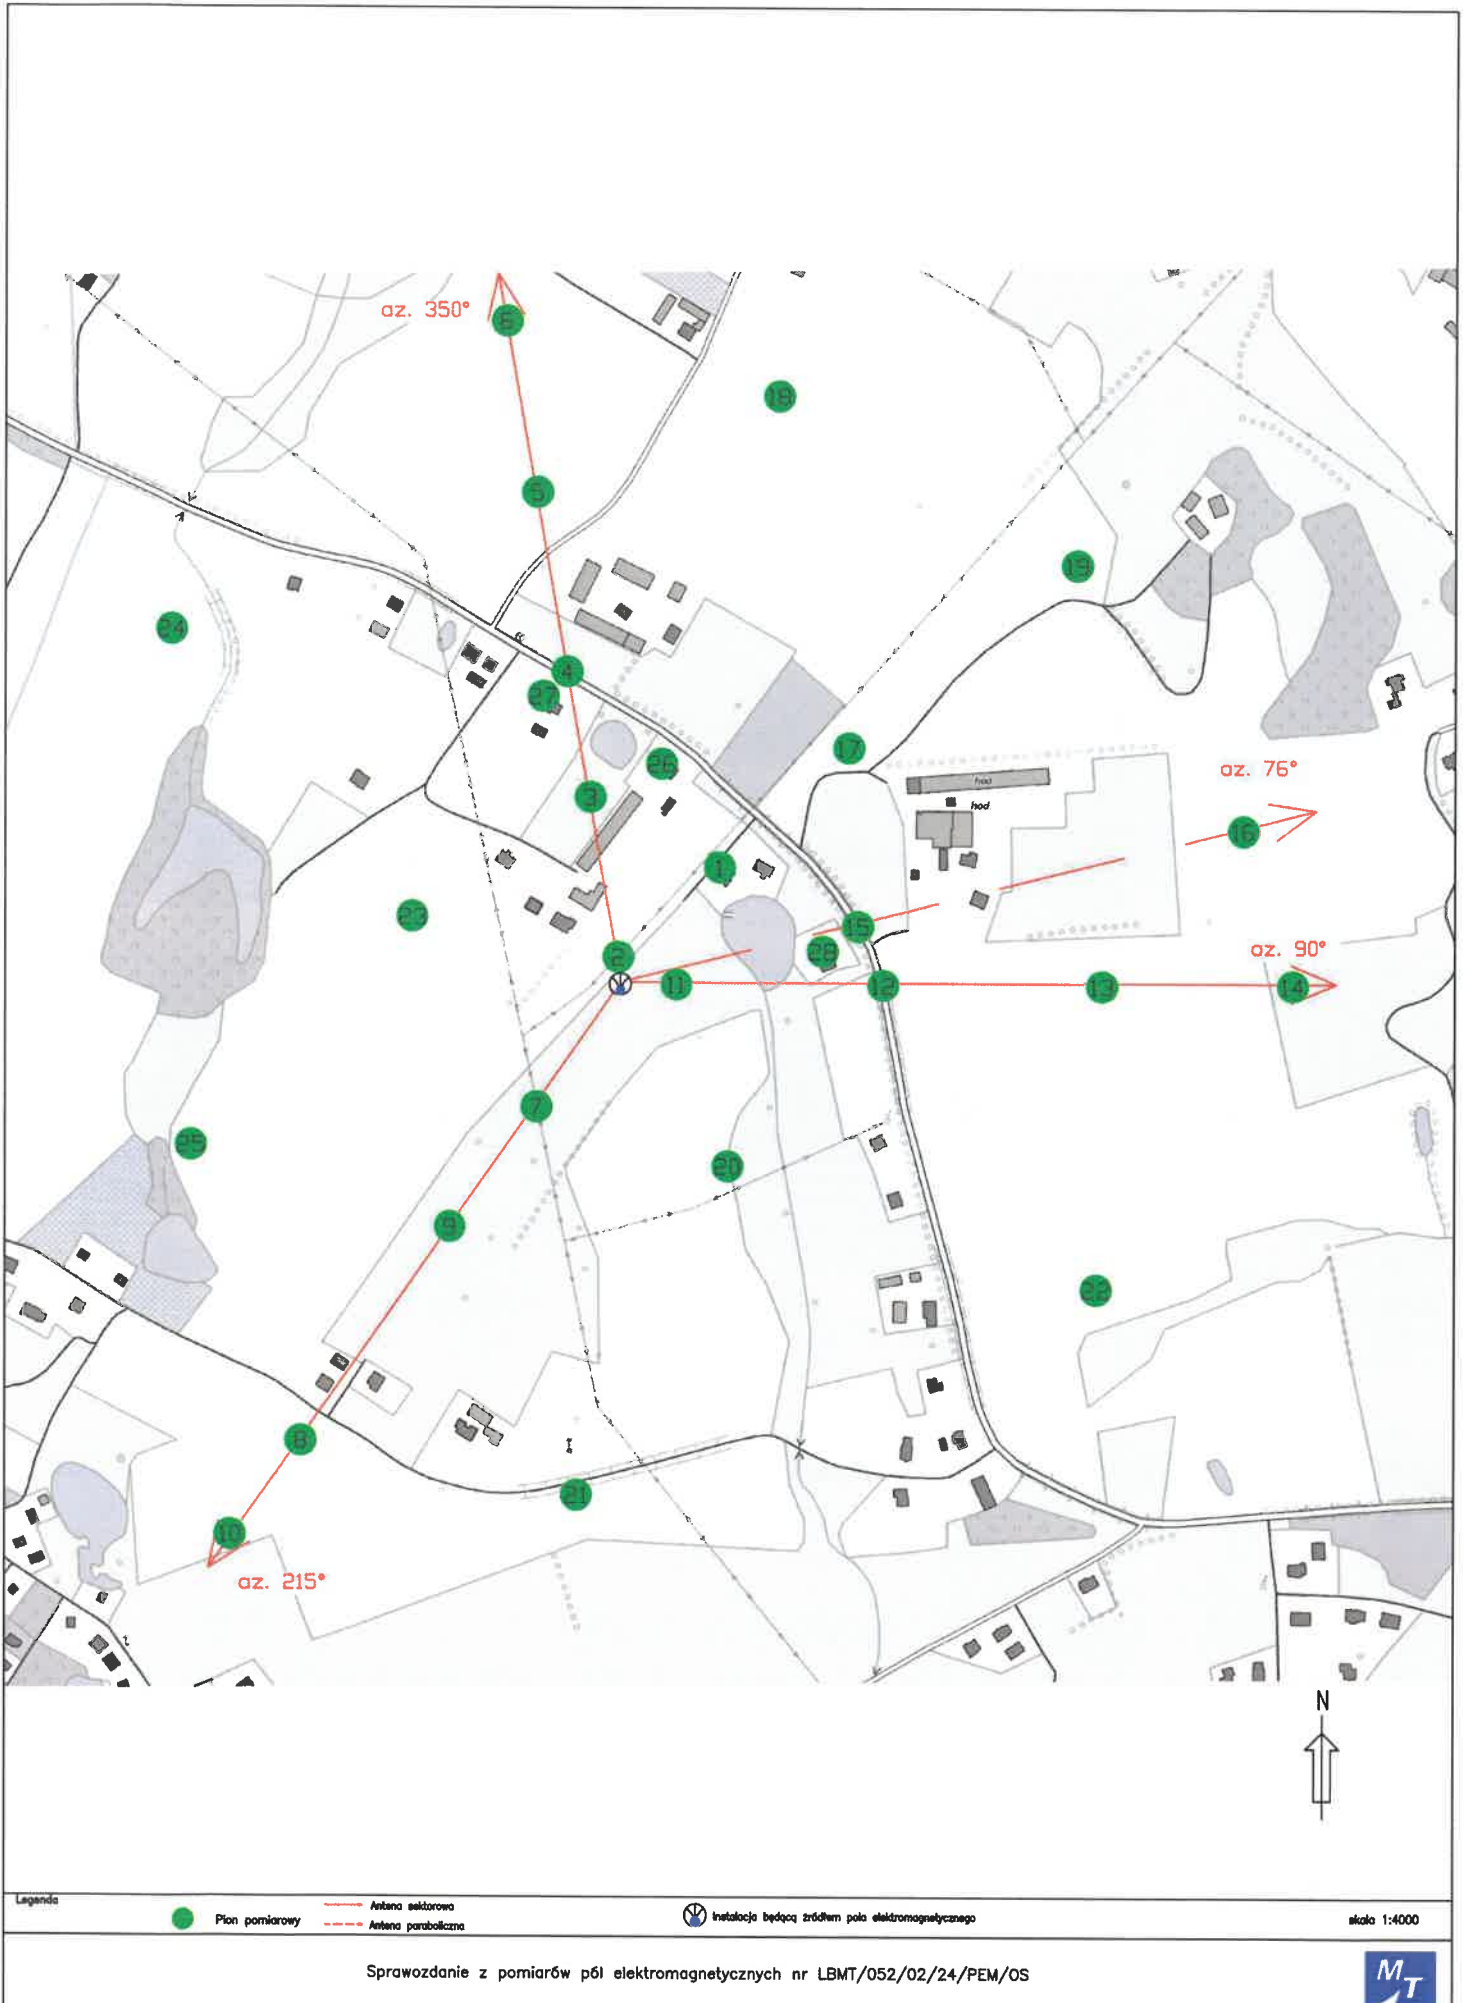 az. 350°
6
18
5
19
24
4
27
17
26
az. 76°
3
hod
hod
16
1
23
15
28
az. 90°
2
11
12
13
14
7
25
20
9
22
8
21
10
az. 215°
N
Legenda
Pion pomiarowy
Antena sektorowa
Antena paraboliczna
Instalacja będącą źródłem pola elektromagnetycznego
skala 1:4000
Sprawozdanie z pomiarów pól elektromagnetycznych nr LBMT/052/02/24/PEM/OS
MT